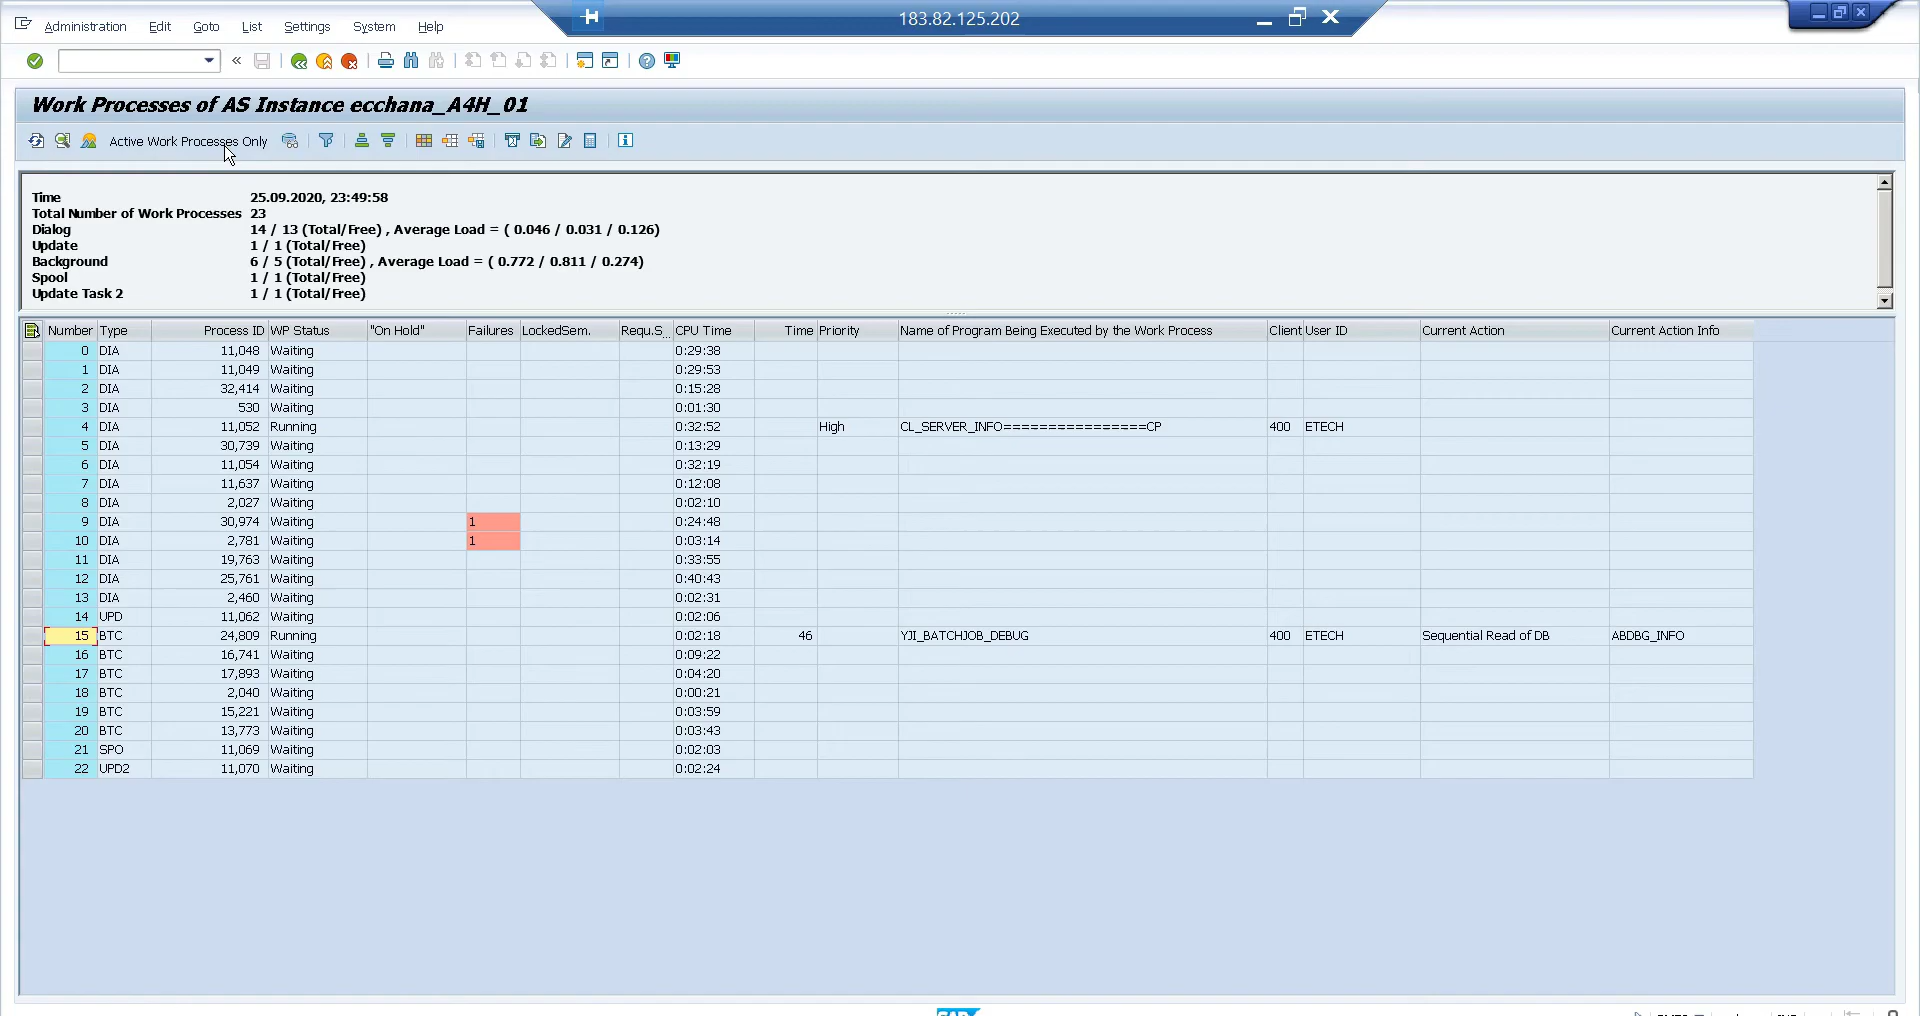 183.82.125.202
Administration Edit Goto List Settings System Help
Work Processes of AS Instance ecchana_A4H_01
Active Work Processes Only
Time 25.09.2020, 23:49:58
Total Number of Work Processes 23
Dialog 14 / 13 (Total/Free) , Average Load = ( 0.046 / 0.031 / 0.126)
Update 1 / 1 (Total/Free)
Background 6 / 5 (Total/Free) , Average Load = ( 0.772 / 0.811 / 0.274)
Spool 1 / 1 (Total/Free)
Update Task 2 1 / 1 (Total/Free)
Number Type Process ID WP Status "On Hold" Failures LockedSem. Requ.S... CPU Time Time Priority Name of Program Being Executed by the Work Process Client User ID Current Action Current Action Info
0 DIA 11,048 Waiting 0:29:38
1 DIA 11,049 Waiting 0:29:53
2 DIA 32,414 Waiting 0:15:28
3 DIA 530 Waiting 0:01:30
4 DIA 11,052 Running 0:32:52 High CL_SERVER_INFO================CP 400 ETECH
5 DIA 30,739 Waiting 0:13:29
6 DIA 11,054 Waiting 0:32:19
7 DIA 11,637 Waiting 0:12:08
8 DIA 2,027 Waiting 0:02:10
9 DIA 30,974 Waiting 1 0:24:48
10 DIA 2,781 Waiting 1 0:03:14
11 DIA 19,763 Waiting 0:33:55
12 DIA 25,761 Waiting 0:40:43
13 DIA 2,460 Waiting 0:02:31
14 UPD 11,062 Waiting 0:02:06
15 BTC 24,809 Running 0:02:18 46 YJI_BATCHJOB_DEBUG 400 ETECH Sequential Read of DB ABDBG_INFO
16 BTC 16,741 Waiting 0:09:22
17 BTC 17,893 Waiting 0:04:20
18 BTC 2,040 Waiting 0:00:21
19 BTC 15,221 Waiting 0:03:59
20 BTC 13,773 Waiting 0:03:43
21 SPO 11,069 Waiting 0:02:03
22 UPD2 11,070 Waiting 0:02:24